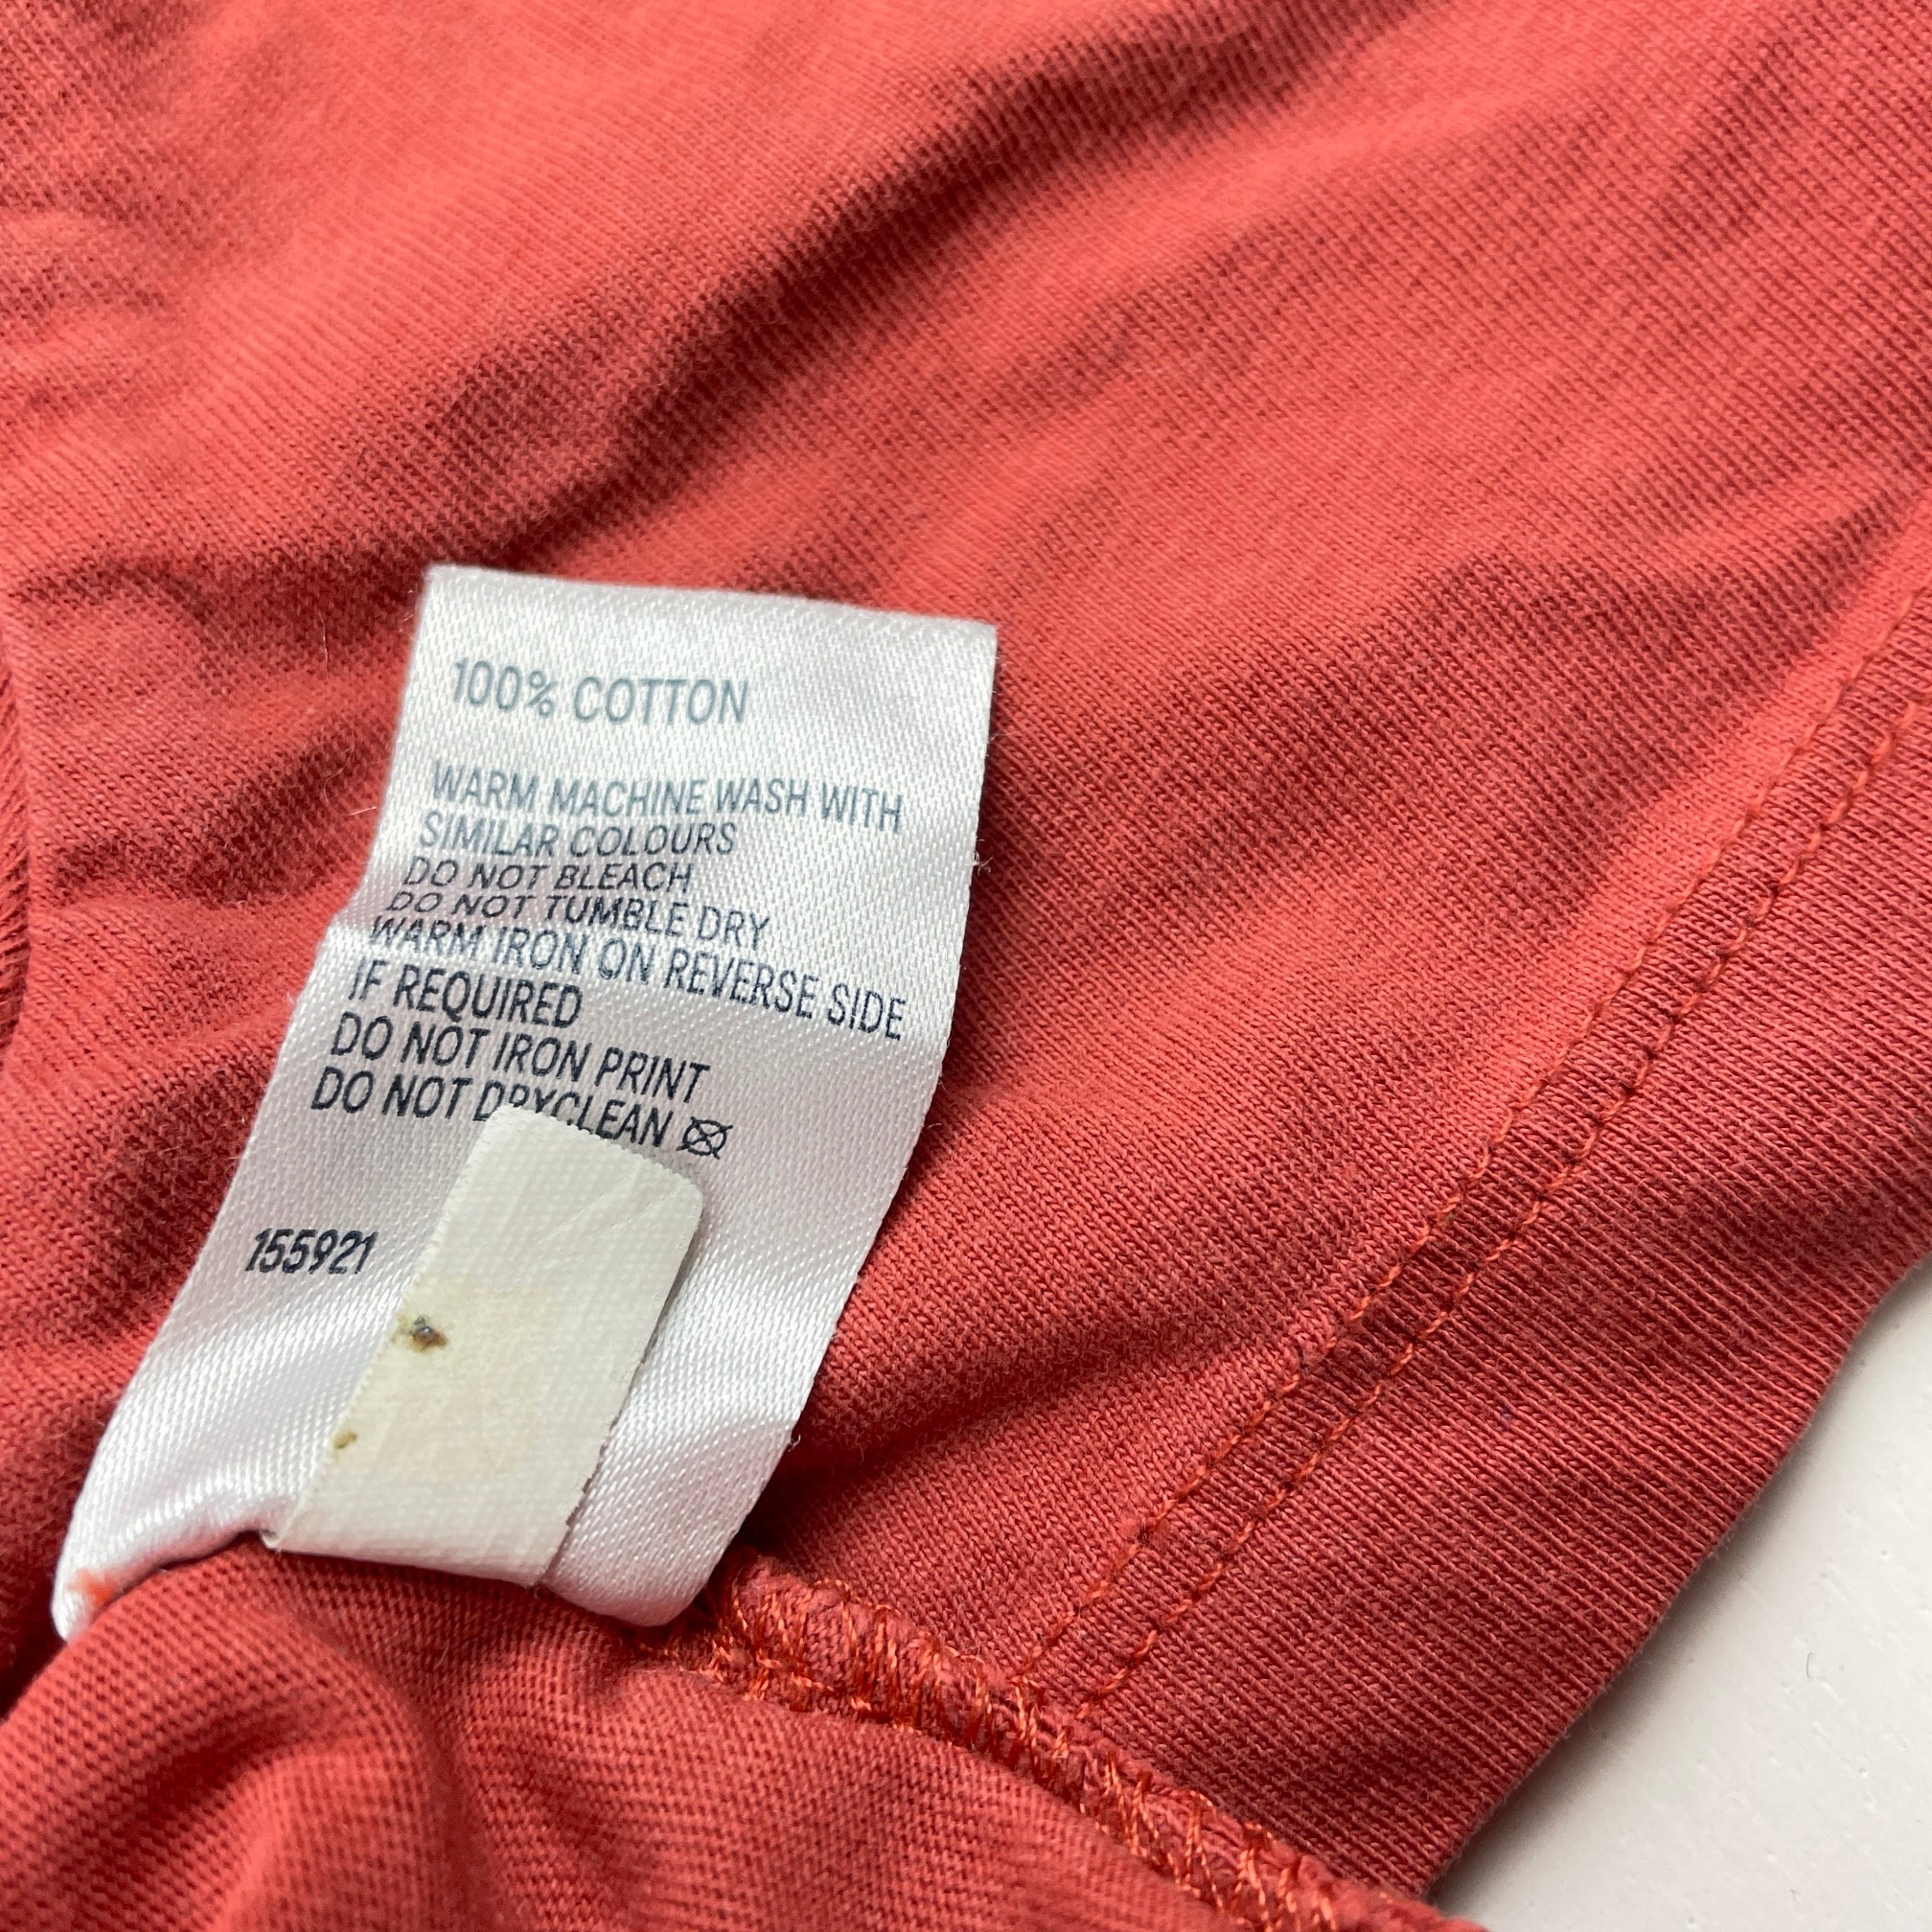 100% COTTON
WARM MACHINE WASH WITH
SIMILAR COLOURS
DO NOT BLEACH
DO NOT TUMBLE DRY
WARM IRON ON REVERSE SIDE
IF REQUIRED
DO NOT IRON PRINT
DO NOT DRYCLEAN
155921